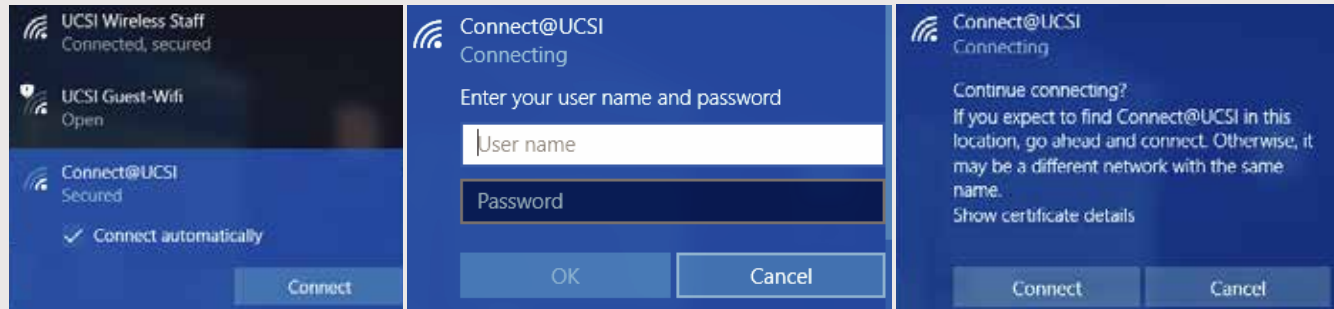 UCSI Wireless Staff
Connected, secured
UCSI Guest-Wifi
Open
Connect@UCSI
Secured
Connect automatically
Connect
Connect@UCSI
Connecting
Enter your user name and password
User name
Password
OK
Cancel
Connect@UCSI
Connecting
Continue connecting?
If you expect to find Connect@UCSI in this
location, go ahead and connect. Otherwise, it
may be a different network with the same
name.
Show certificate details
Connect
Cancel